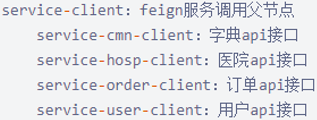 service-client：feign服务调用父节点
service-cmn-client：字典api接口
service-hosp-client：医院api接口
service-order-client：订单api接口
service-user-client：用户api接口